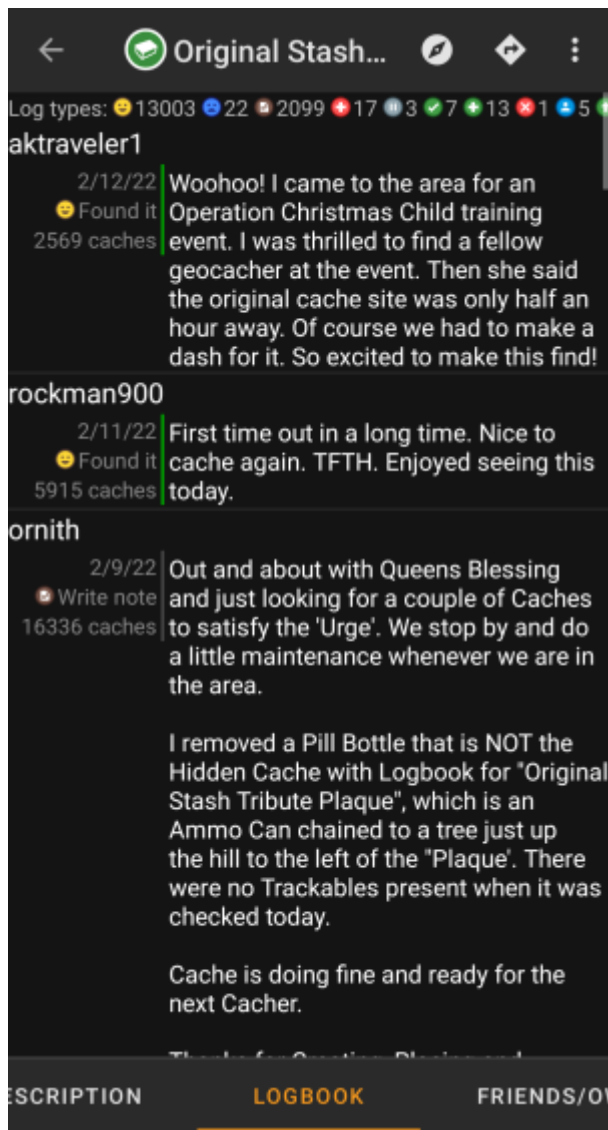 Original Stash...
Log types: 13003 22 2099 17 3 7 13 1 5
aktraveler1
2/12/22
Found it
2569 caches
Woohoo! I came to the area for an
Operation Christmas Child training
event. I was thrilled to find a fellow
geocacher at the event. Then she said
the original cache site was only half an
hour away. Of course we had to make a
dash for it. So excited to make this find!
rockman900
2/11/22
Found it
5915 caches
First time out in a long time. Nice to
cache again. TFTH. Enjoyed seeing this
today.
ornith
2/9/22
Write note
16336 caches
Out and about with Queens Blessing
and just looking for a couple of Caches
to satisfy the 'Urge'. We stop by and do
a little maintenance whenever we are in
the area.
I removed a Pill Bottle that is NOT the
Hidden Cache with Logbook for "Original
Stash Tribute Plaque", which is an
Ammo Can chained to a tree just up
the hill to the left of the "Plaque'. There
were no Trackables present when it was
checked today.
Cache is doing fine and ready for the
next Cacher.
ESCRIPTION
LOGBOOK
FRIENDS/OW